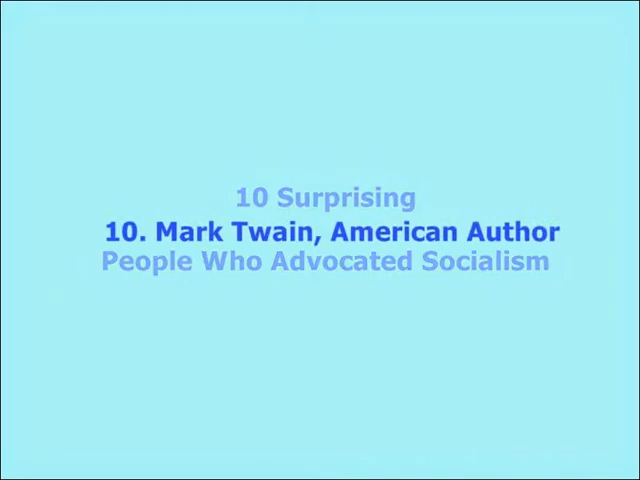 10 Surprising
10. Mark Twain, American Author
People Who Advocated Socialism